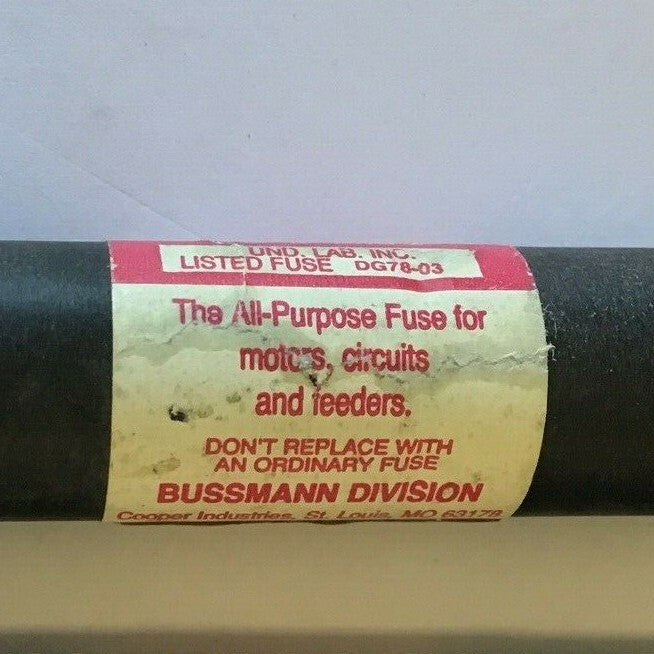 UND. LAB. INC.
LISTED FUSE DG78-03
The All-Purpose Fuse for
motors, circuits
and feeders.
DON'T REPLACE WITH
AN ORDINARY FUSE
BUSSMANN DIVISION
Cooper Industries, St. Louis, MO 63178